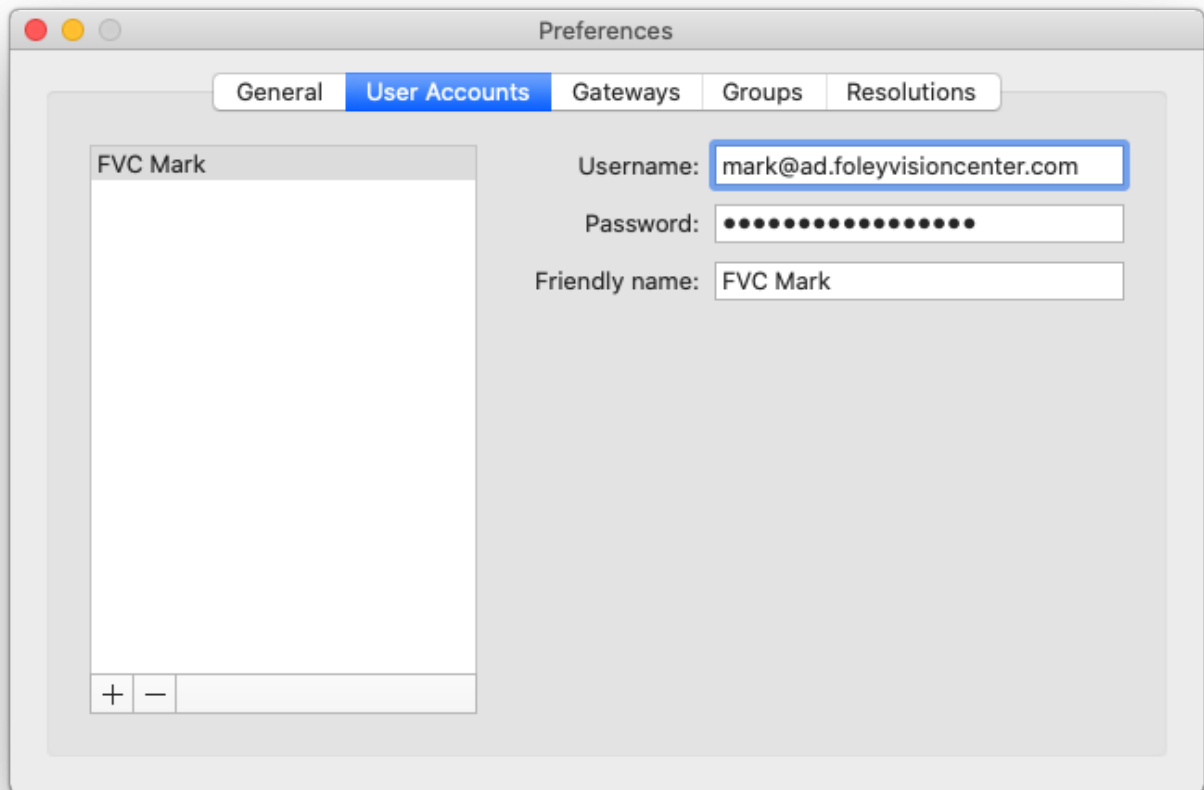 Preferences
General User Accounts Gateways Groups Resolutions
FVC Mark
Username: mark@ad.foleyvisioncenter.com
Password: •••••••••••••••••
Friendly name: FVC Mark
+ −